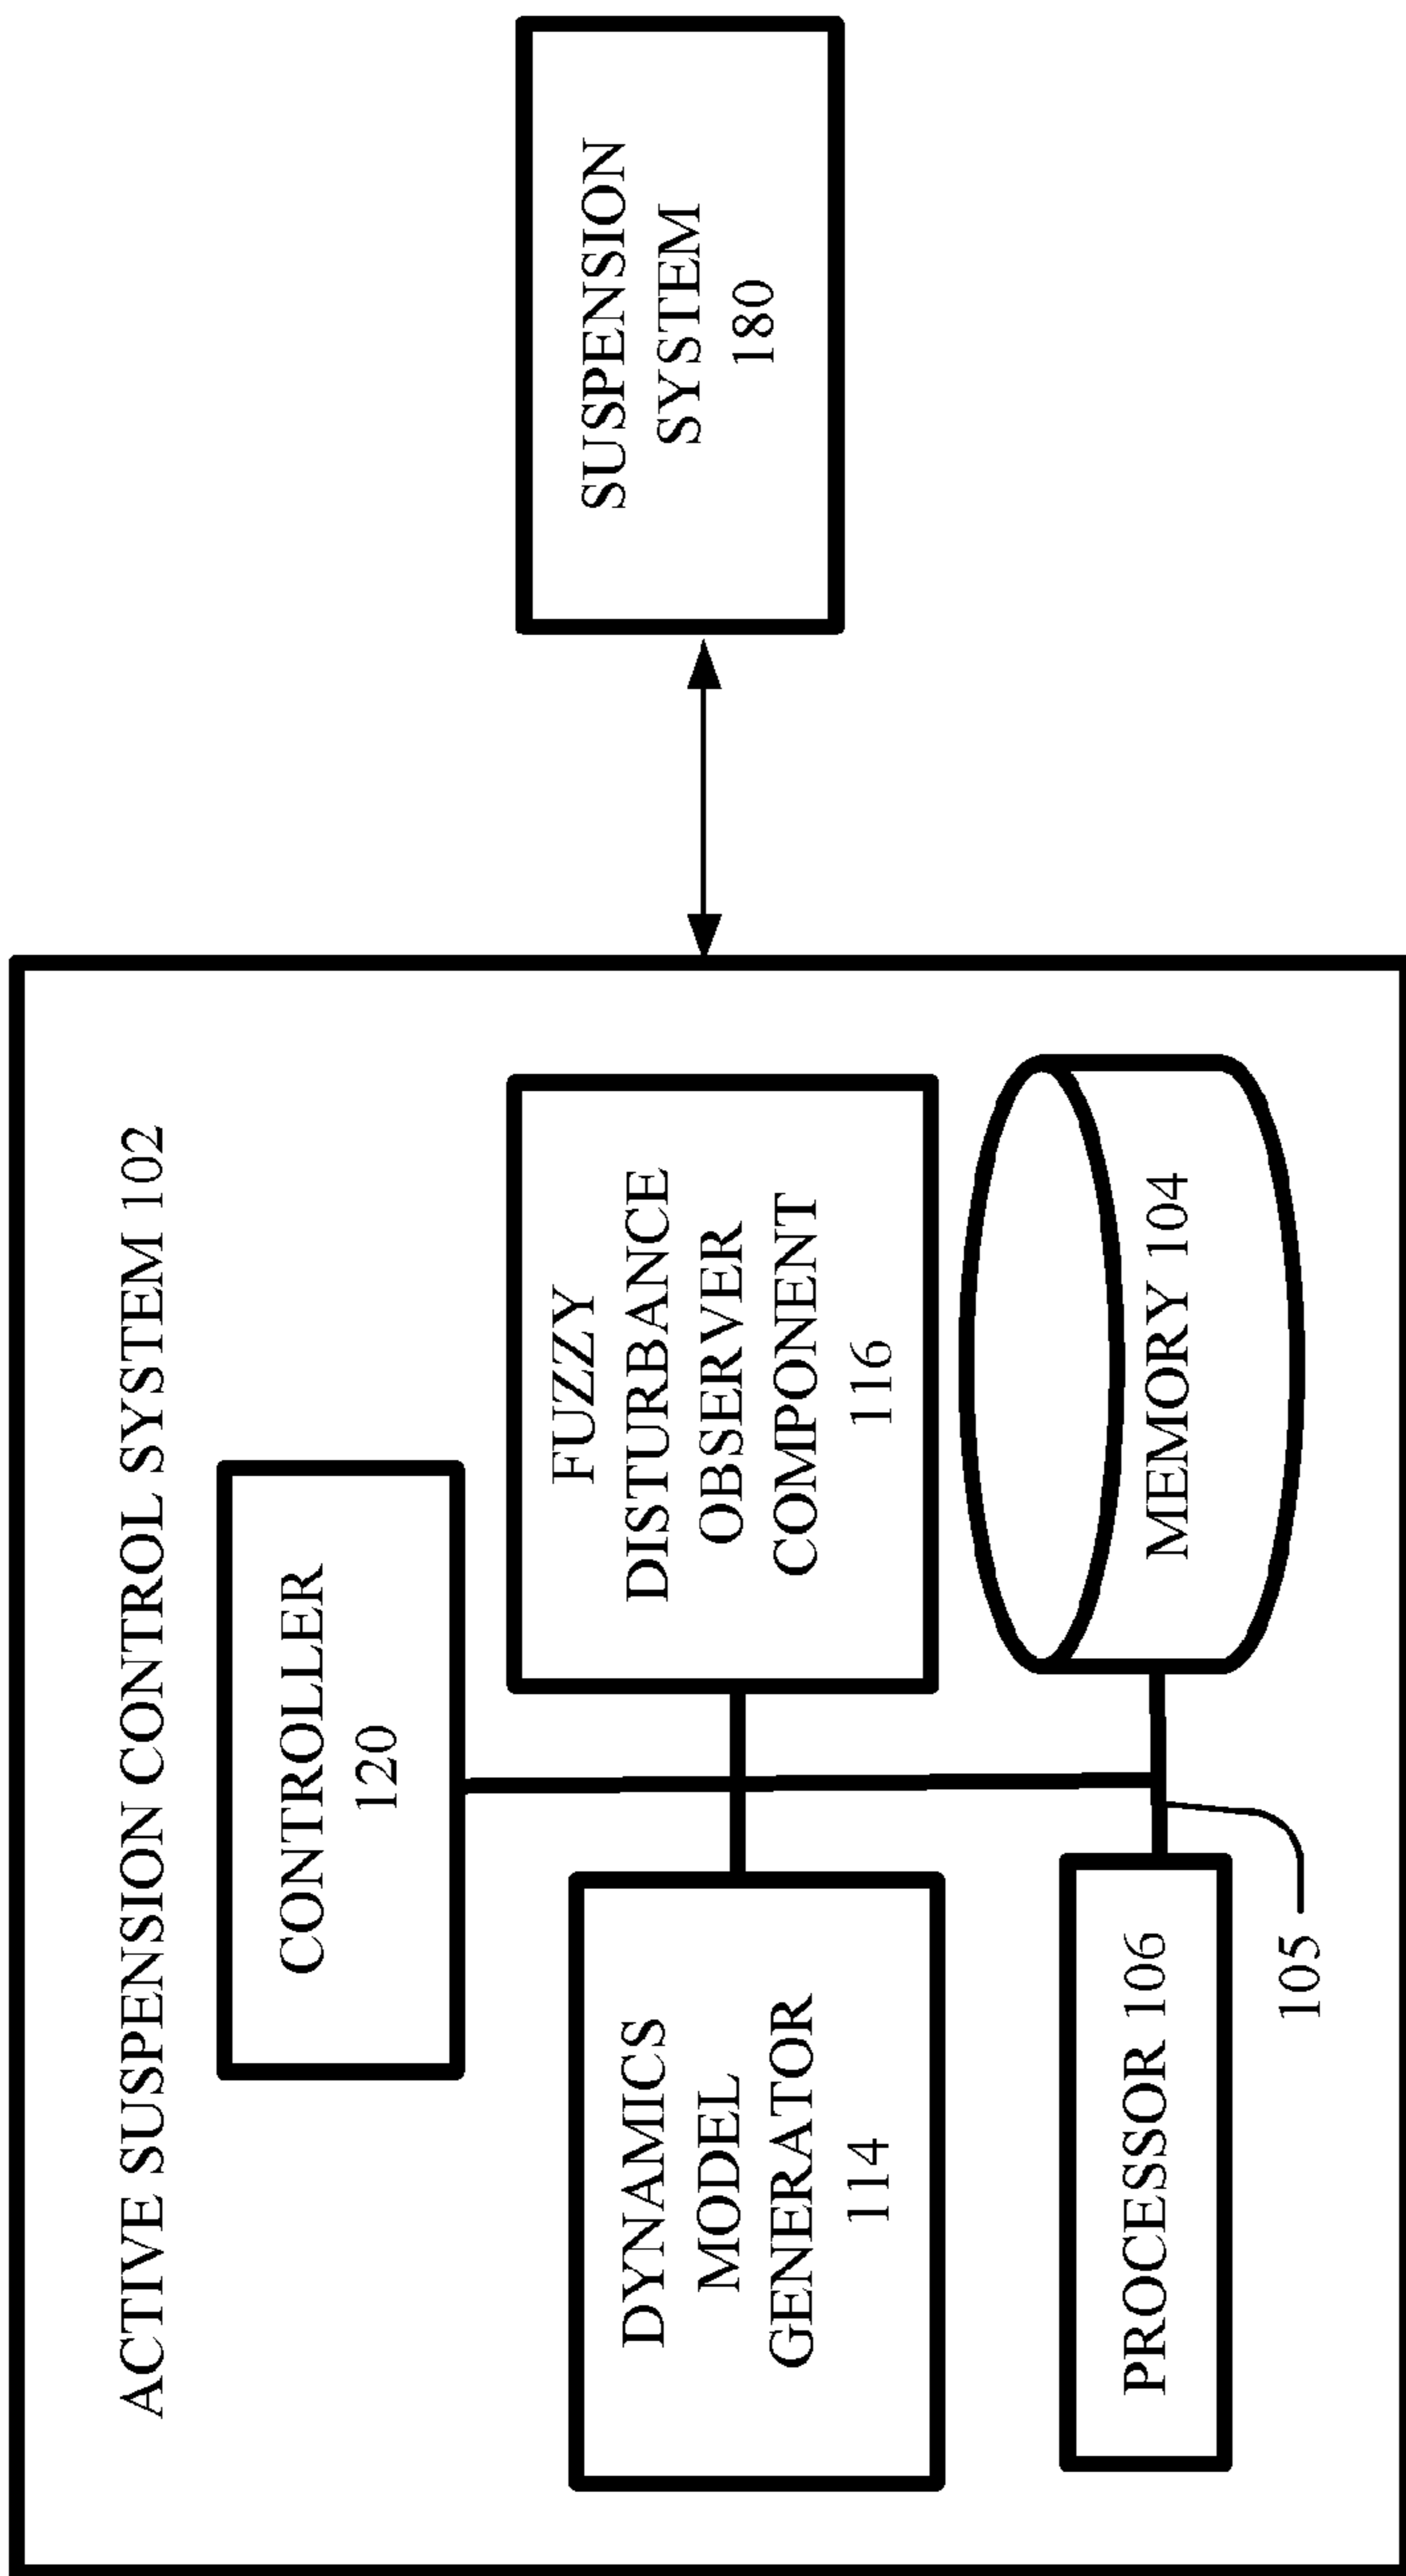 ACTIVE SUSPENSION CONTROL SYSTEM 102
CONTROLLER
120
DYNAMICS
MODEL
GENERATOR
114
FUZZY
DISTURBANCE
OBSERVER
COMPONENT
116
PROCESSOR 106
MEMORY 104
105
SUSPENSION
SYSTEM
180